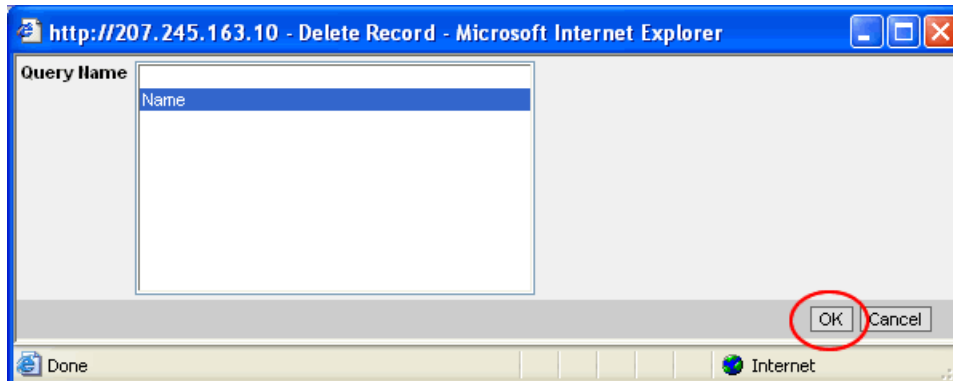 http://207.245.163.10 - Delete Record - Microsoft Internet Explorer
Query Name
Name
OK Cancel
Done Internet